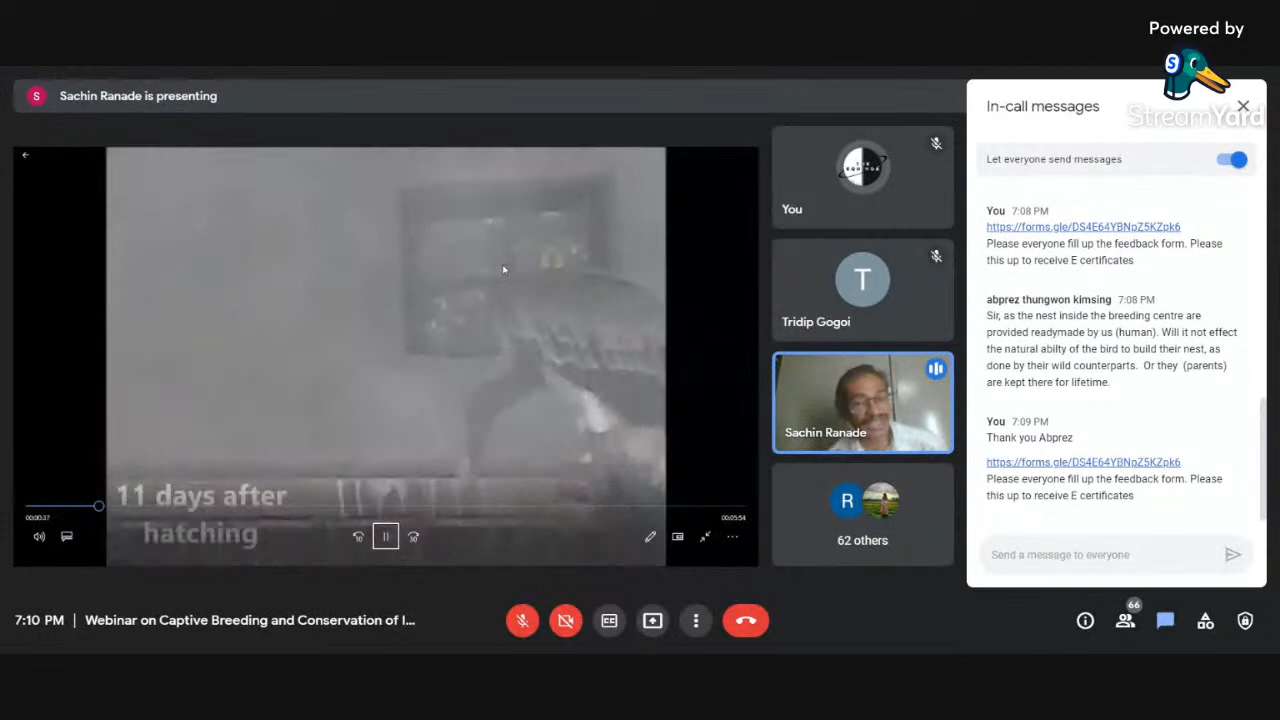 Powered by
S
StreamYard
S
Sachin Ranade is presenting
In-call messages
Let everyone send messages
You
T
Tridip Gogoi
Sachin Ranade
R
62 others
You 7:08 PM
https://forms.gle/DS4E64YBNpZ5KZpk6
Please everyone fill up the feedback form. Please
this up to receive E certificates
abprez thungwon kimsing 7:08 PM
Sir, as the nest inside the breeding centre are
provided readymade by us (human). Will it not effect
the natural abilty of the bird to build their nest, as
done by their wild counterparts. Or they (parents)
are kept there for lifetime.
You 7:09 PM
Thank you Abprez
https://forms.gle/DS4E64YBNpZ5KZpk6
Please everyone fill up the feedback form. Please
this up to receive E certificates
Send a message to everyone
11 days after
hatching
00:00:37
00:05:54
10
30
7:10 PM | Webinar on Captive Breeding and Conservation of I...
CC
66